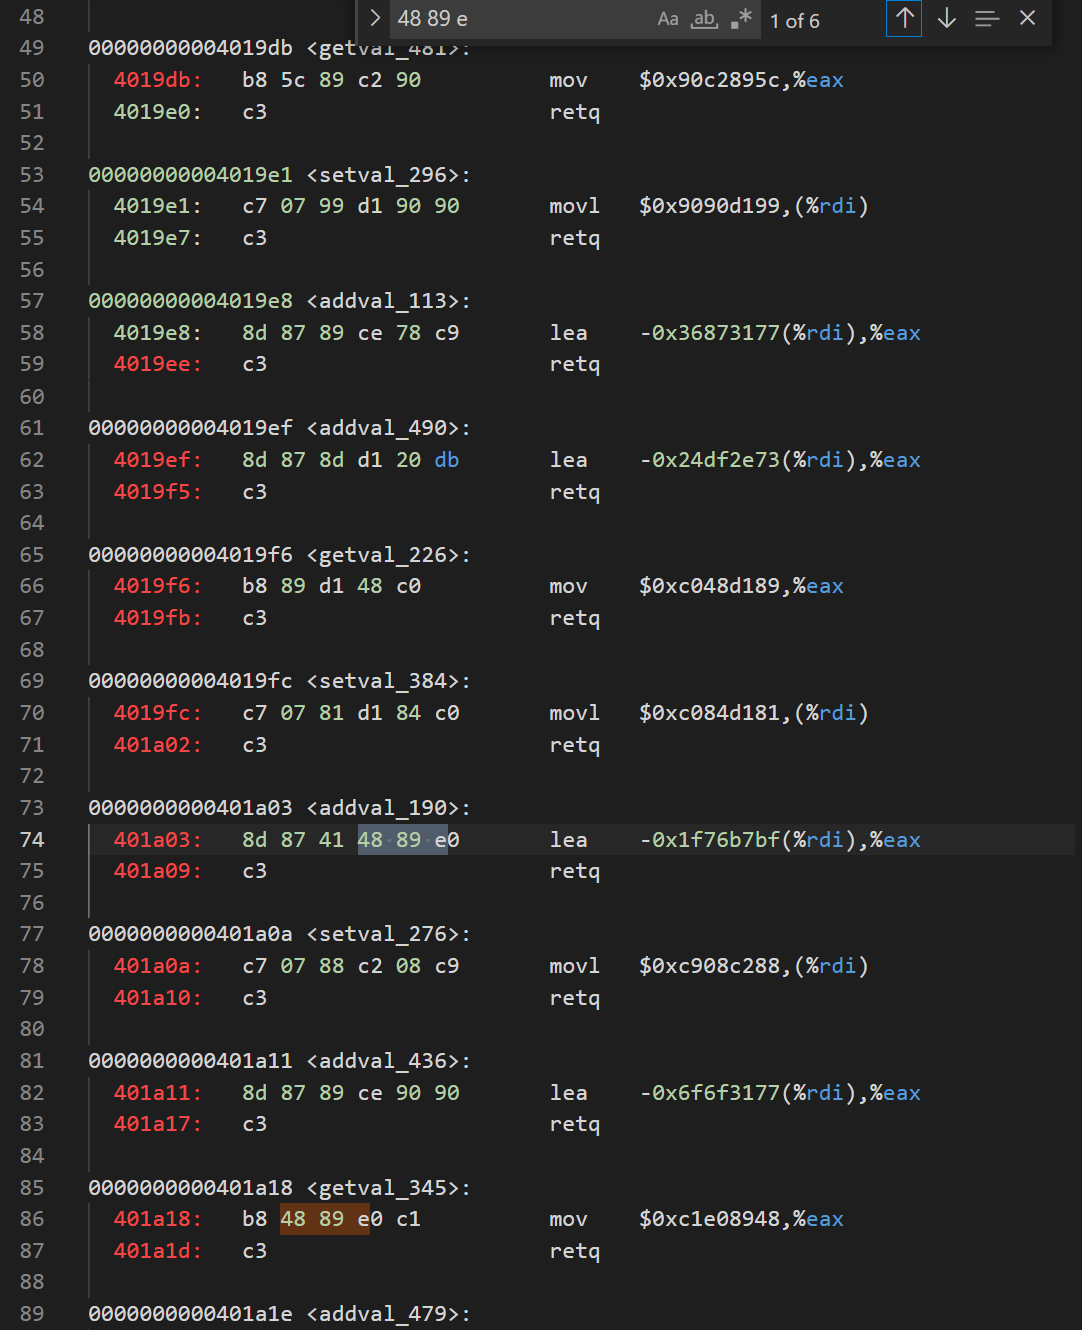 48 89 e Aa ab 1 of 6
48
49 00000000004019db <getval_481>:
50 4019db: b8 5c 89 c2 90 mov $0x90c2895c,%eax
51 4019e0: c3 retq
52
53 00000000004019e1 <setval_296>:
54 4019e1: c7 07 99 d1 90 90 movl $0x9090d199,(%rdi)
55 4019e7: c3 retq
56
57 00000000004019e8 <addval_113>:
58 4019e8: 8d 87 89 ce 78 c9 lea -0x36873177(%rdi),%eax
59 4019ee: c3 retq
60
61 00000000004019ef <addval_490>:
62 4019ef: 8d 87 8d d1 20 db lea -0x24df2e73(%rdi),%eax
63 4019f5: c3 retq
64
65 00000000004019f6 <getval_226>:
66 4019f6: b8 89 d1 48 c0 mov $0xc048d189,%eax
67 4019fb: c3 retq
68
69 00000000004019fc <setval_384>:
70 4019fc: c7 07 81 d1 84 c0 movl $0xc084d181,(%rdi)
71 401a02: c3 retq
72
73 0000000000401a03 <addval_190>:
74 401a03: 8d 87 41 48 89 e0 lea -0x1f76b7bf(%rdi),%eax
75 401a09: c3 retq
76
77 0000000000401a0a <setval_276>:
78 401a0a: c7 07 88 c2 08 c9 movl $0xc908c288,(%rdi)
79 401a10: c3 retq
80
81 0000000000401a11 <addval_436>:
82 401a11: 8d 87 89 ce 90 90 lea -0x6f6f3177(%rdi),%eax
83 401a17: c3 retq
84
85 0000000000401a18 <getval_345>:
86 401a18: b8 48 89 e0 c1 mov $0xc1e08948,%eax
87 401a1d: c3 retq
88
89 0000000000401a1e <addval_479>: